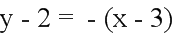 y - 2 = - (x - 3)